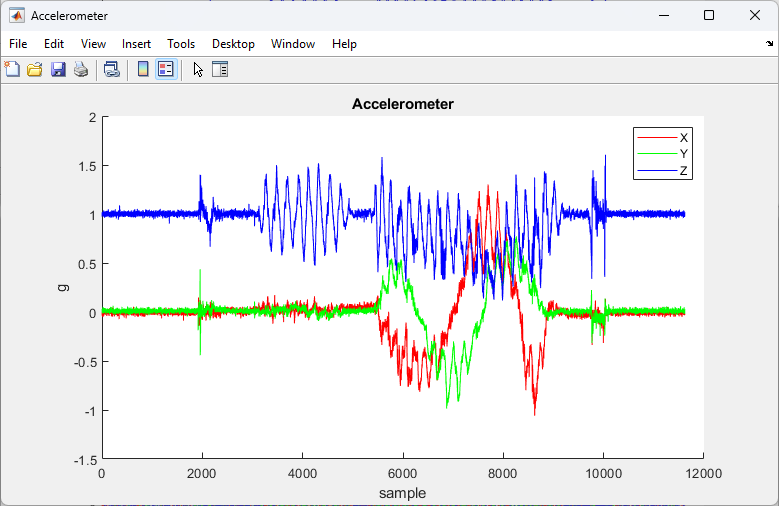 Accelerometer
File Edit View Insert Tools Desktop Window Help
Accelerometer
2
1.5
1
0.5
0
-0.5
-1
-1.5
g
X
Y
Z
0 2000 4000 6000 8000 10000 12000
sample